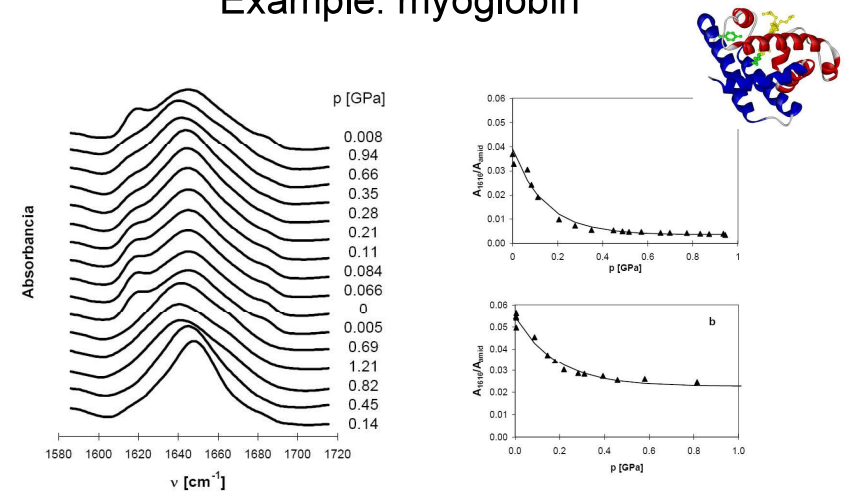 Example: myoglobin
p [GPa]
0.008
0.94
0.66
0.35
0.28
0.21
0.11
0.084
0.066
0
0.005
0.69
1.21
0.82
0.45
0.14
Absorbancia
1580 1600 1620 1640 1660 1680 1700 1720
ν [cm⁻¹]
0.06
0.05
0.04
0.03
0.02
0.01
0.00
A₁₆₁₆/Aamid
0 0.2 0.4 0.6 0.8 1
p [GPa]
b
0.06
0.05
0.04
0.03
0.02
0.01
0.00
A₁₆₁₆/Aamid
0.0 0.2 0.4 0.6 0.8 1.0
p [GPa]